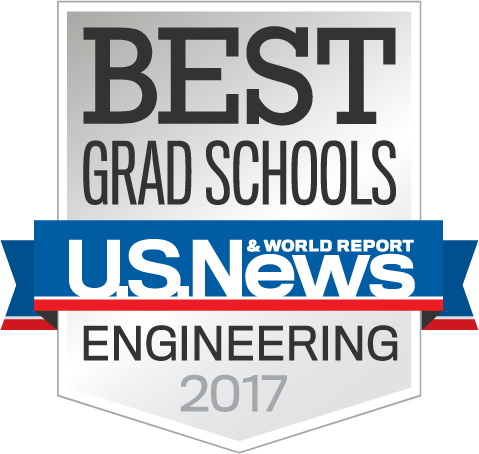 BEST
GRAD SCHOOLS
& WORLD REPORT
U.S.News
ENGINEERING
2017